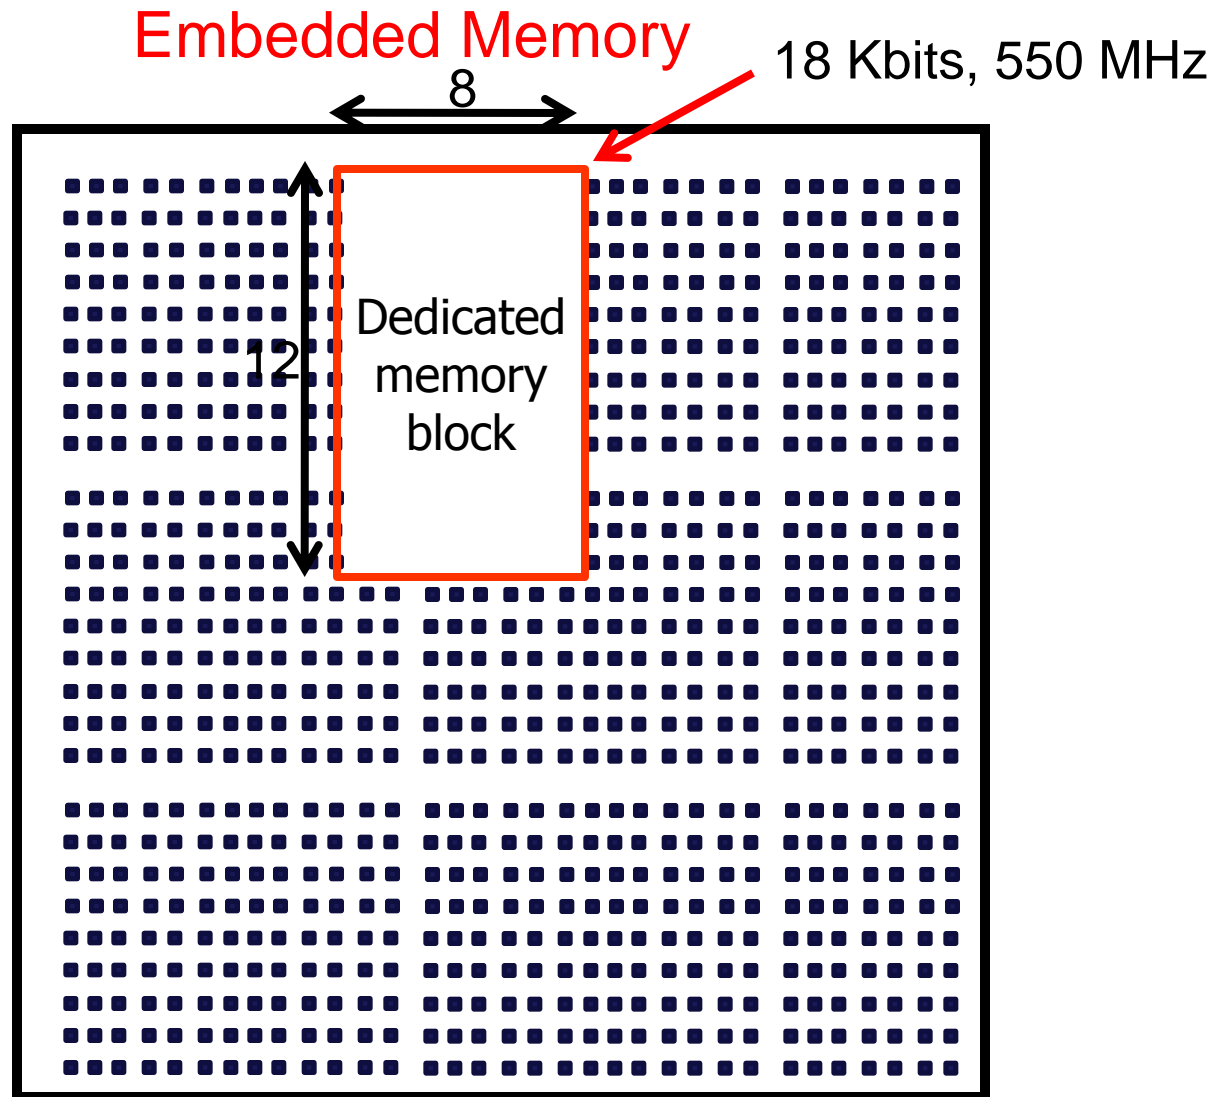 Embedded Memory
18 Kbits, 550 MHz
8
12
Dedicated
memory
block